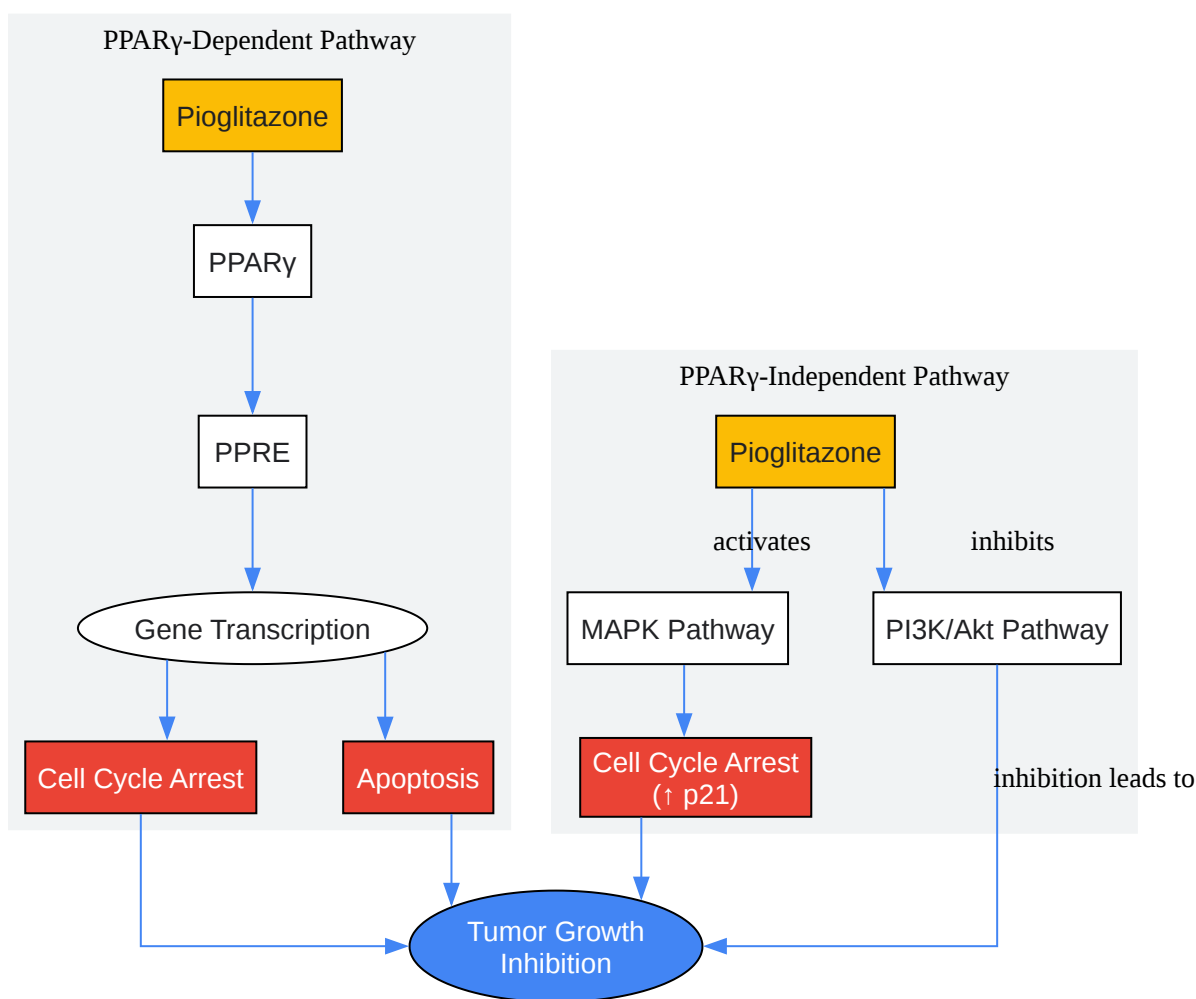 PPARγ-Dependent Pathway
Pioglitazone
PPARγ
PPRE
Gene Transcription
Cell Cycle Arrest
Apoptosis
PPARγ-Independent Pathway
Pioglitazone
activates
inhibits
MAPK Pathway
PI3K/Akt Pathway
Cell Cycle Arrest
(↑ p21)
inhibition leads to
Tumor Growth
Inhibition